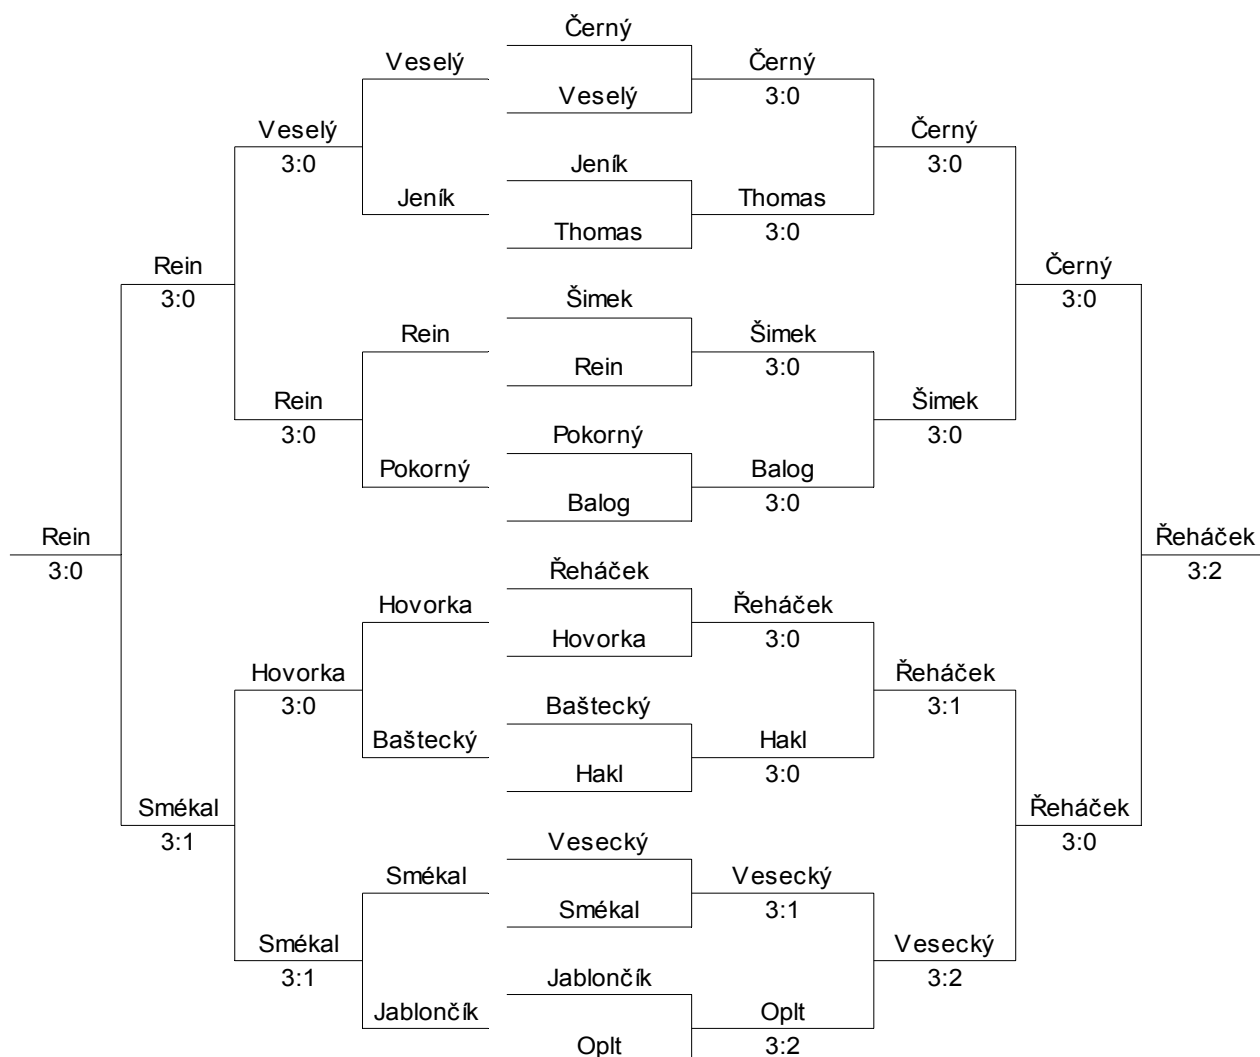 Černý
Veselý
Černý
Veselý
3:0
Veselý
Černý
3:0
3:0
Jeník
Jeník
Thomas
Thomas
3:0
Rein
Černý
3:0
3:0
Šimek
Rein
Šimek
Rein
3:0
Rein
Šimek
3:0
3:0
Pokorný
Pokorný
Balog
Balog
3:0
Rein
Řeháček
3:0
3:2
Řeháček
Hovorka
Řeháček
Hovorka
3:0
Hovorka
Řeháček
3:0
3:1
Baštecký
Baštecký
Hakl
Hakl
3:0
Smékal
Řeháček
3:1
3:0
Vesecký
Smékal
Vesecký
Smékal
3:1
Smékal
Vesecký
3:1
3:2
Jablončík
Jablončík
Oplt
Oplt
3:2